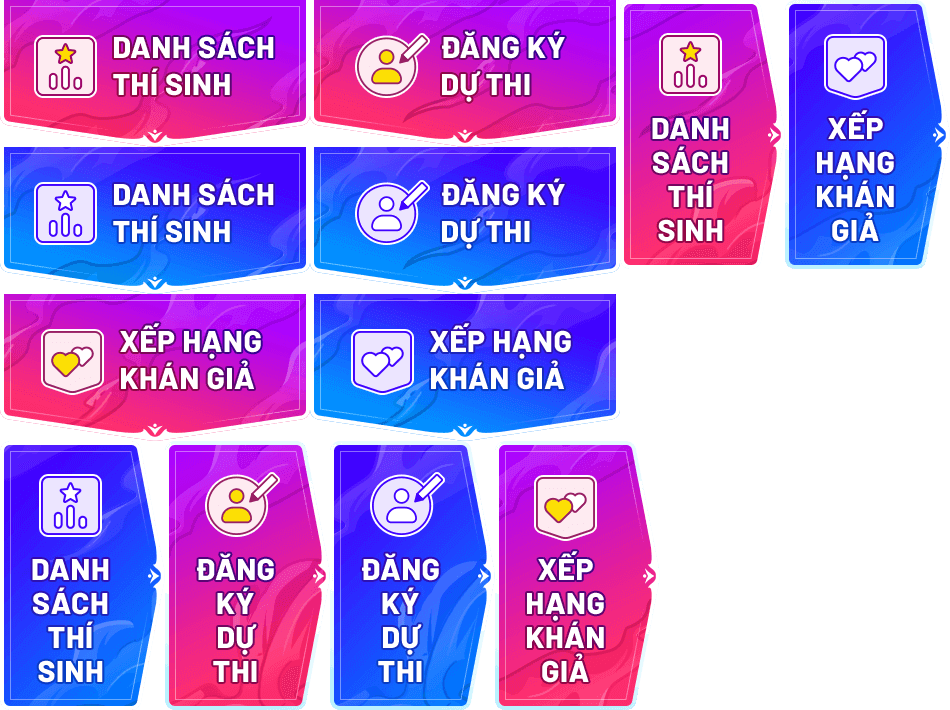 DANH SÁCH
THÍ SINH
ĐĂNG KÝ
DỰ THI
DANH
SÁCH
THÍ
SINH
XẾP
HẠNG
KHÁN
GIẢ
DANH SÁCH
THÍ SINH
ĐĂNG KÝ
DỰ THI
XẾP HẠNG
KHÁN GIẢ
XẾP HẠNG
KHÁN GIẢ
DANH
SÁCH
THÍ
SINH
ĐĂNG
KÝ
DỰ
THI
ĐĂNG
KÝ
DỰ
THI
XẾP
HẠNG
KHÁN
GIẢ